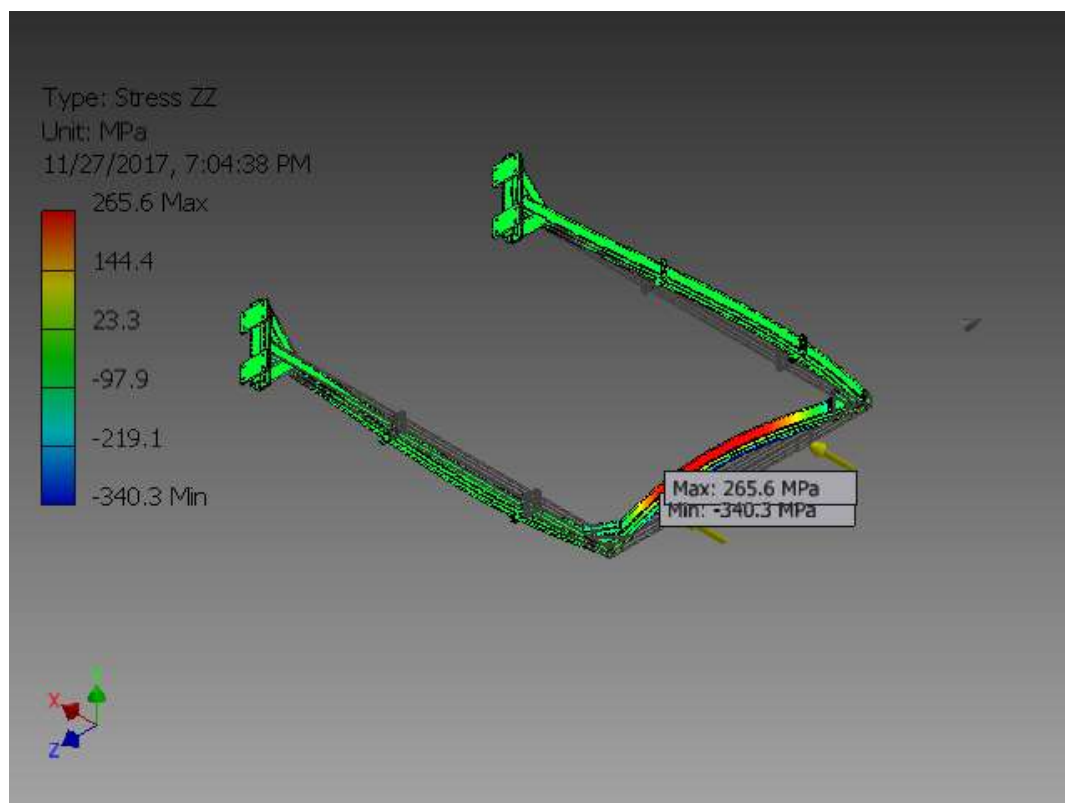 Type: Stress ZZ
Unit: MPa
11/27/2017, 7:04:38 PM
265.6 Max
144.4
23.3
-97.9
-219.1
-340.3 Min
Max: 265.6 MPa
Min: -340.3 MPa
X
Z